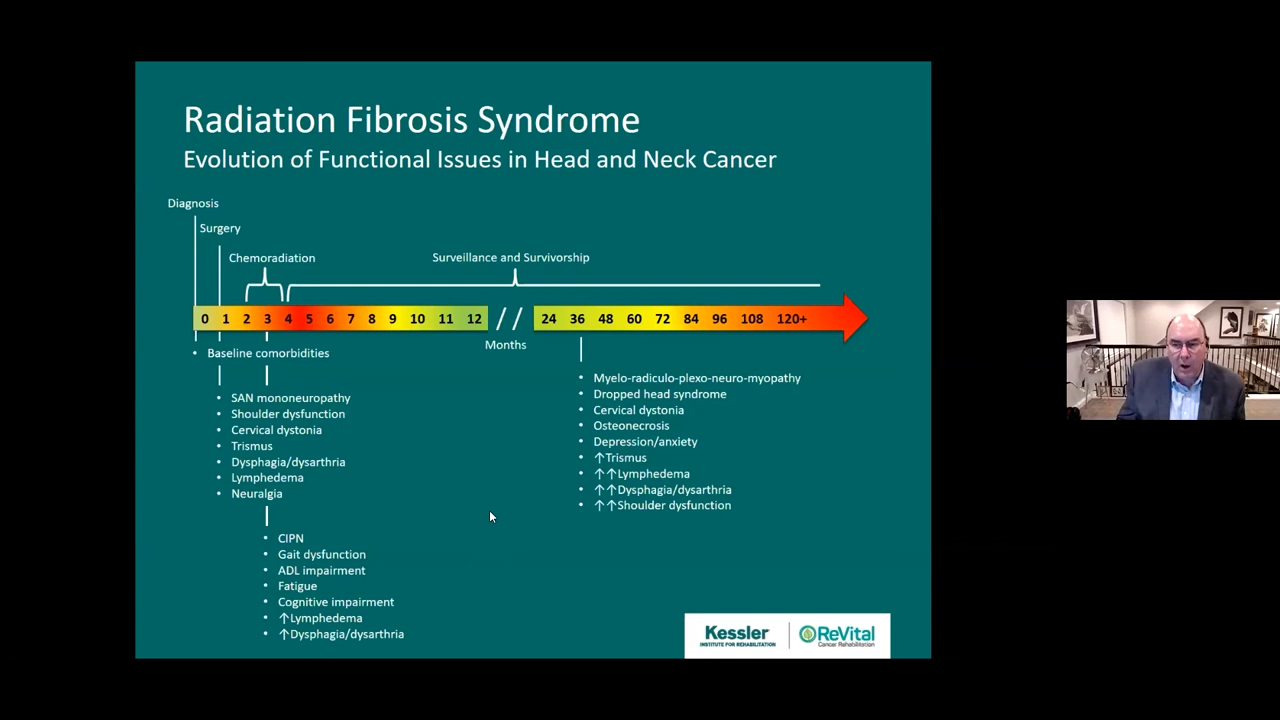 Radiation Fibrosis Syndrome
Evolution of Functional Issues in Head and Neck Cancer
Diagnosis
Surgery
Chemoradiation
Surveillance and Survivorship
0 1 2 3 4 5 6 7 8 9 10 11 12 // 24 36 48 60 72 84 96 108 120+
Months
• Baseline comorbidities
• SAN mononeuropathy
• Shoulder dysfunction
• Cervical dystonia
• Trismus
• Dysphagia/dysarthria
• Lymphedema
• Neuralgia
• CIPN
• Gait dysfunction
• ADL impairment
• Fatigue
• Cognitive impairment
• ↑Lymphedema
• ↑Dysphagia/dysarthria
• Myelo-radiculo-plexo-neuro-myopathy
• Dropped head syndrome
• Cervical dystonia
• Osteonecrosis
• Depression/anxiety
• ↑Trismus
• ↑↑Lymphedema
• ↑↑Dysphagia/dysarthria
• ↑↑Shoulder dysfunction
Kessler
INSTITUTE FOR REHABILITATION
ReVital
Cancer Rehabilitation